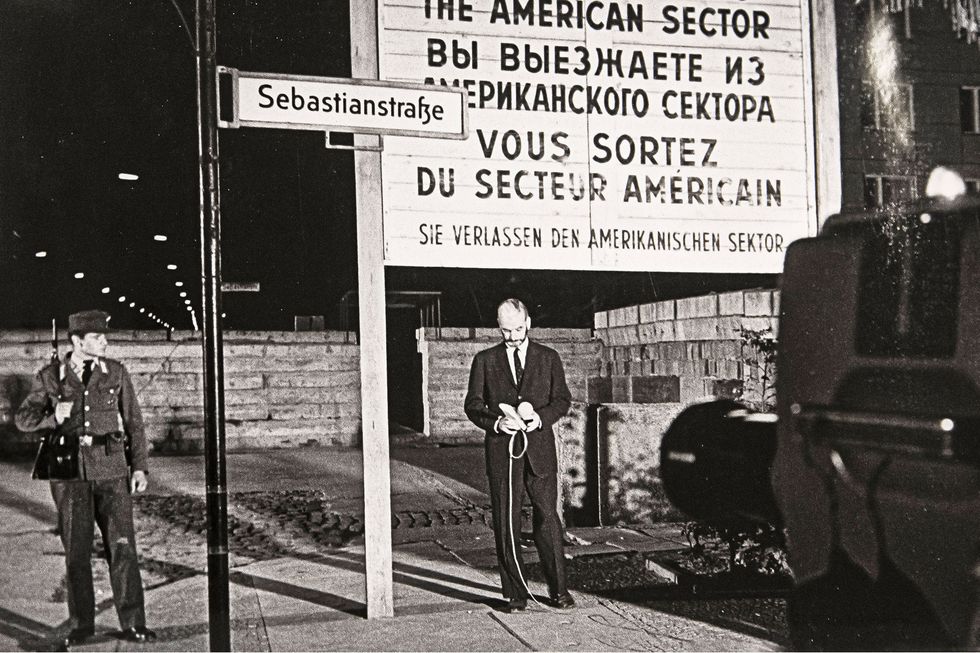 THE AMERICAN SECTOR
ВЫ ВЫЕЗЖАЕТЕ ИЗ
АМЕРИКАНСКОГО СЕКТОРА
VOUS SORTEZ
DU SECTEUR AMÉRICAIN
SIE VERLASSEN DEN AMERIKANISCHEN SEKTOR
Sebastianstraße